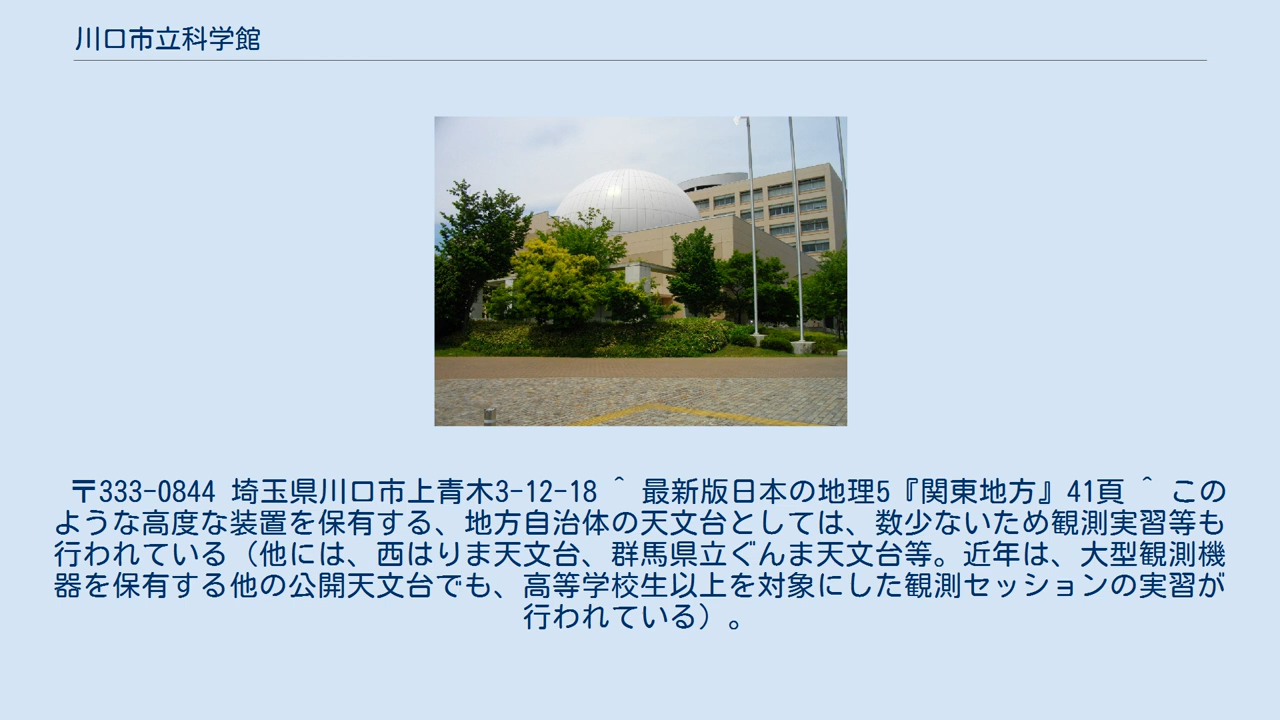 川口市立科学館
〒333-0844 埼玉県川口市上青木3-12-18 ^ 最新版日本の地理5『関東地方』41頁 ^ この
ような高度な装置を保有する、地方自治体の天文台としては、数少ないため観測実習等も
行われている（他には、西はりま天文台、群馬県立ぐんま天文台等。近年は、大型観測機
器を保有する他の公開天文台でも、高等学校生以上を対象にした観測セッションの実習が
行われている）。